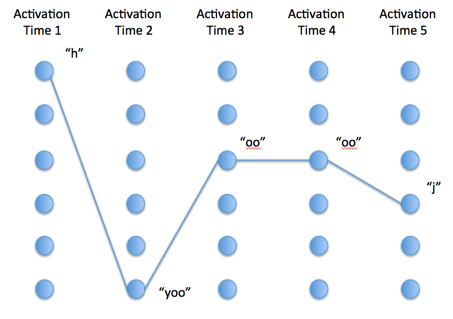 Activation Time 1
Activation Time 2
Activation Time 3
Activation Time 4
Activation Time 5
“h”
“oo”
“oo”
“j”
“yoo”